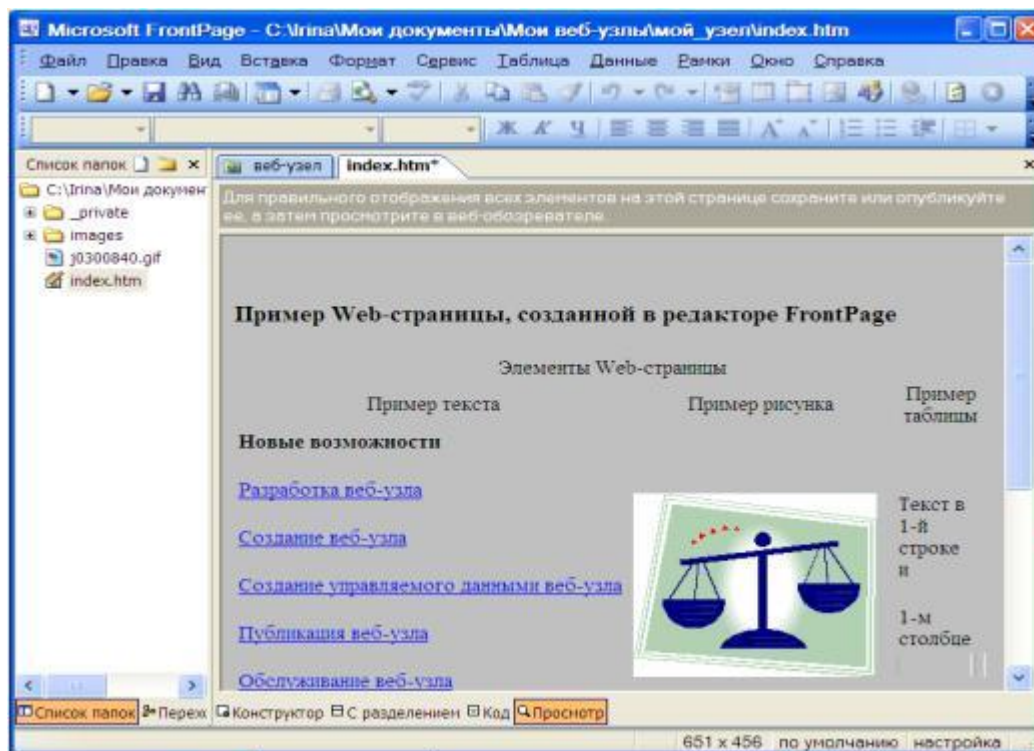 Microsoft FrontPage - C:\Irina\Мои документы\Мои веб-узлы\мой_узел\index.htm
Файл Правка Вид Вставка Формат Сервис Таблица Данные Рамки Окно Справка
Ж К Ч
Список папок
веб-узел index.htm*
C:\Irina\Мои докумен
Для правильного отображения всех элементов на этой странице сохраните или опубликуйте
ее, а затем просмотрите в веб-обозревателе.
_private
images
j0300840.gif
index.htm
Пример Web-страницы, созданной в редакторе FrontPage
Элементы Web-страницы
Пример текста Пример рисунка Пример
таблицы
Новые возможности
Разработка веб-узла
Создание веб-узла
Создание управляемого данными веб-узла
Публикация веб-узла
Обслуживание веб-узла
Текст в
1-й
строке
и
1-м
столбце
Список папок Перехо Конструктор С разделением Код Просмотр
651 x 456 по умолчанию настройка